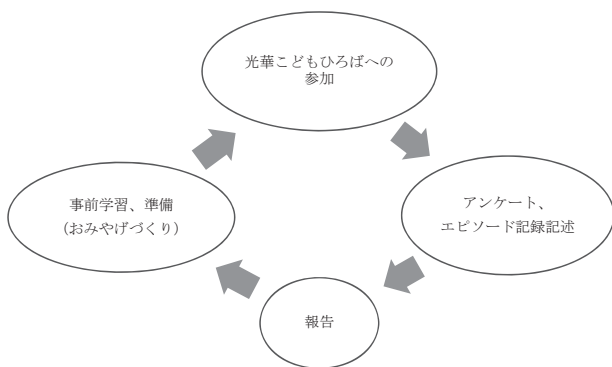 光華こどもひろばへの
参加
事前学習、準備
（おみやげづくり）
アンケート、
エピソード記録記述
報告